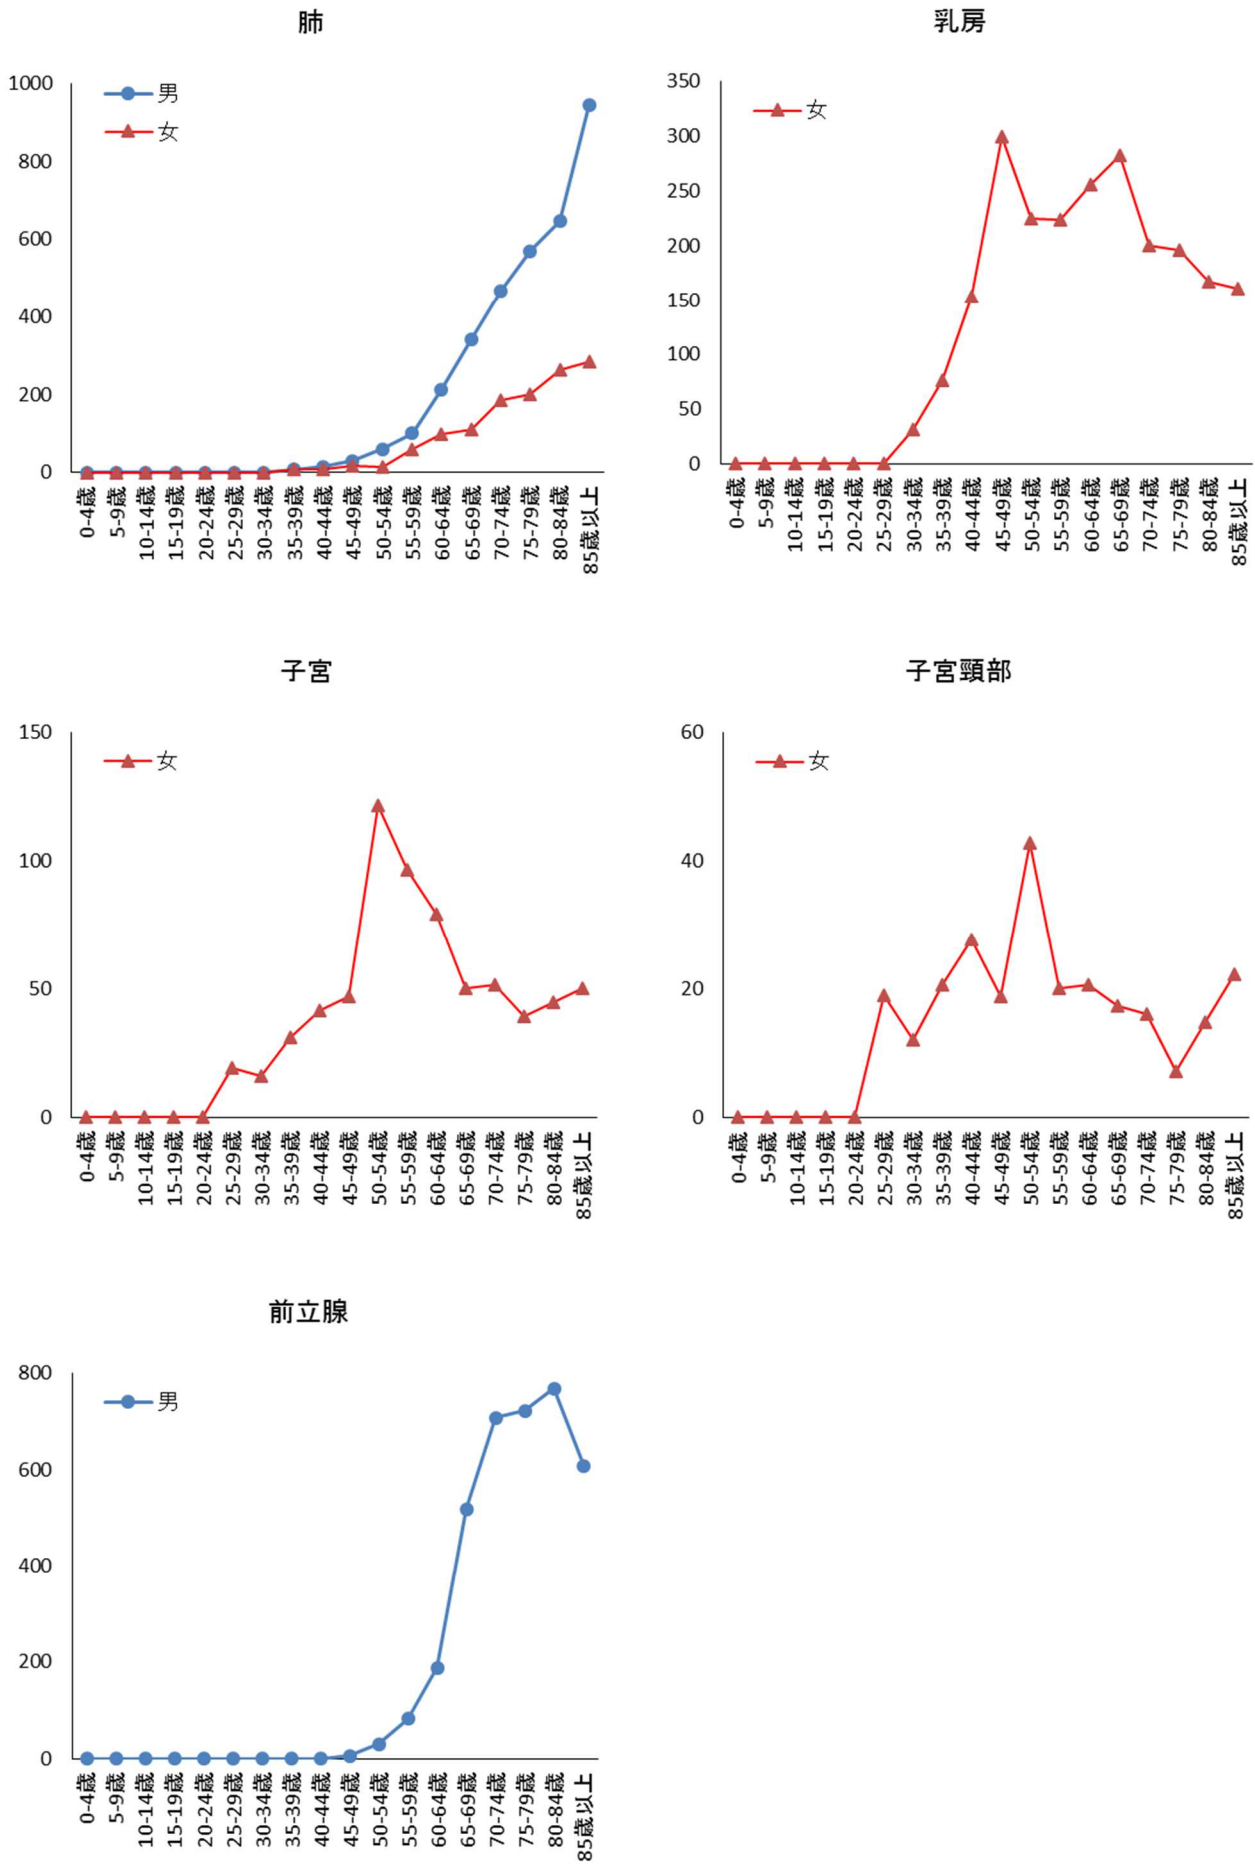 肺
1000
800
600
400
200
0
男
女
0-4歳
5-9歳
10-14歳
15-19歳
20-24歳
25-29歳
30-34歳
35-39歳
40-44歳
45-49歳
50-54歳
55-59歳
60-64歳
65-69歳
70-74歳
75-79歳
80-84歳
85歳以上
乳房
350
300
250
200
150
100
50
0
女
0-4歳
5-9歳
10-14歳
15-19歳
20-24歳
25-29歳
30-34歳
35-39歳
40-44歳
45-49歳
50-54歳
55-59歳
60-64歳
65-69歳
70-74歳
75-79歳
80-84歳
85歳以上
子宮
150
100
50
0
女
0-4歳
5-9歳
10-14歳
15-19歳
20-24歳
25-29歳
30-34歳
35-39歳
40-44歳
45-49歳
50-54歳
55-59歳
60-64歳
65-69歳
70-74歳
75-79歳
80-84歳
85歳以上
子宮頸部
60
40
20
0
女
0-4歳
5-9歳
10-14歳
15-19歳
20-24歳
25-29歳
30-34歳
35-39歳
40-44歳
45-49歳
50-54歳
55-59歳
60-64歳
65-69歳
70-74歳
75-79歳
80-84歳
85歳以上
前立腺
800
600
400
200
0
男
0-4歳
5-9歳
10-14歳
15-19歳
20-24歳
25-29歳
30-34歳
35-39歳
40-44歳
45-49歳
50-54歳
55-59歳
60-64歳
65-69歳
70-74歳
75-79歳
80-84歳
85歳以上